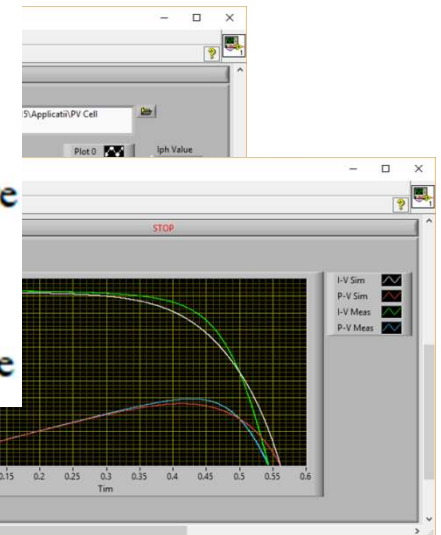 5\Applicatii\PV Cell
Plot 0
Iph Value
e
STOP
I-V Sim
P-V Sim
I-V Meas
P-V Meas
e
0.15 0.2 0.25 0.3 0.35 0.4 0.45 0.5 0.55 0.6
Tim